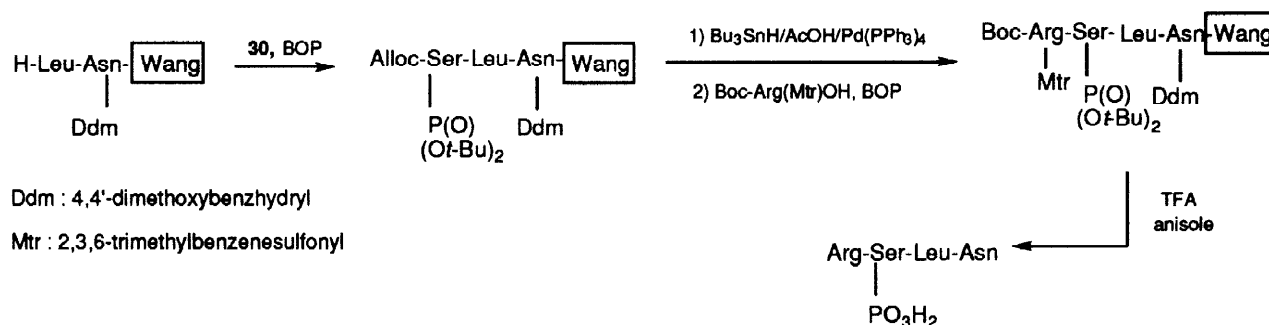 H-Leu-Asn-Wang
Ddm
30, BOP
Alloc-Ser-Leu-Asn-Wang
P(O)
(Ot-Bu)2
Ddm
1) Bu3SnH/AcOH/Pd(PPh3)4
2) Boc-Arg(Mtr)OH, BOP
Boc-Arg-Ser-Leu-Asn-Wang
Mtr
P(O)
(Ot-Bu)2
Ddm
Ddm : 4,4'-dimethoxybenzhydryl
Mtr : 2,3,6-trimethylbenzenesulfonyl
TFA
anisole
Arg-Ser-Leu-Asn
PO3H2